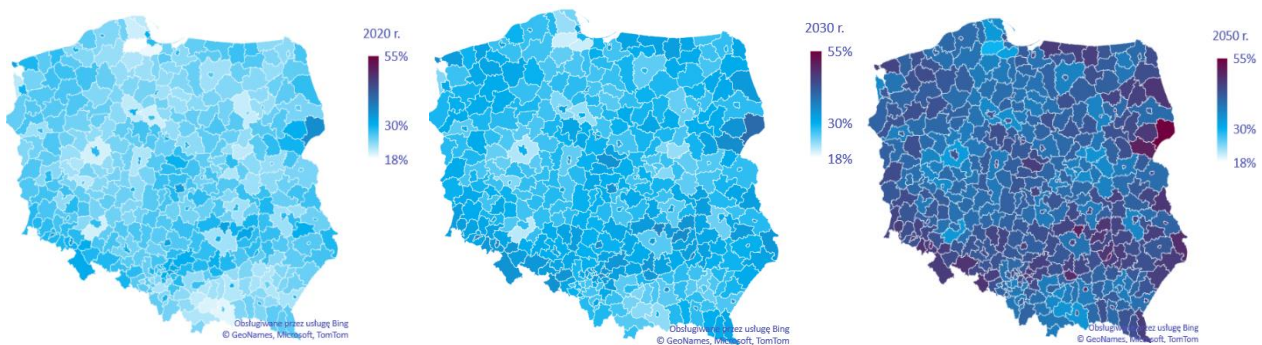 2020 r.
55%
30%
18%
Obsługiwane przez usługę Bing
© GeoNames, Microsoft, TomTom
2030 r.
55%
30%
18%
Obsługiwane przez usługę Bing
© GeoNames, Microsoft, TomTom
2050 r.
55%
30%
18%
Obsługiwane przez usługę Bing
© GeoNames, Microsoft, TomTom